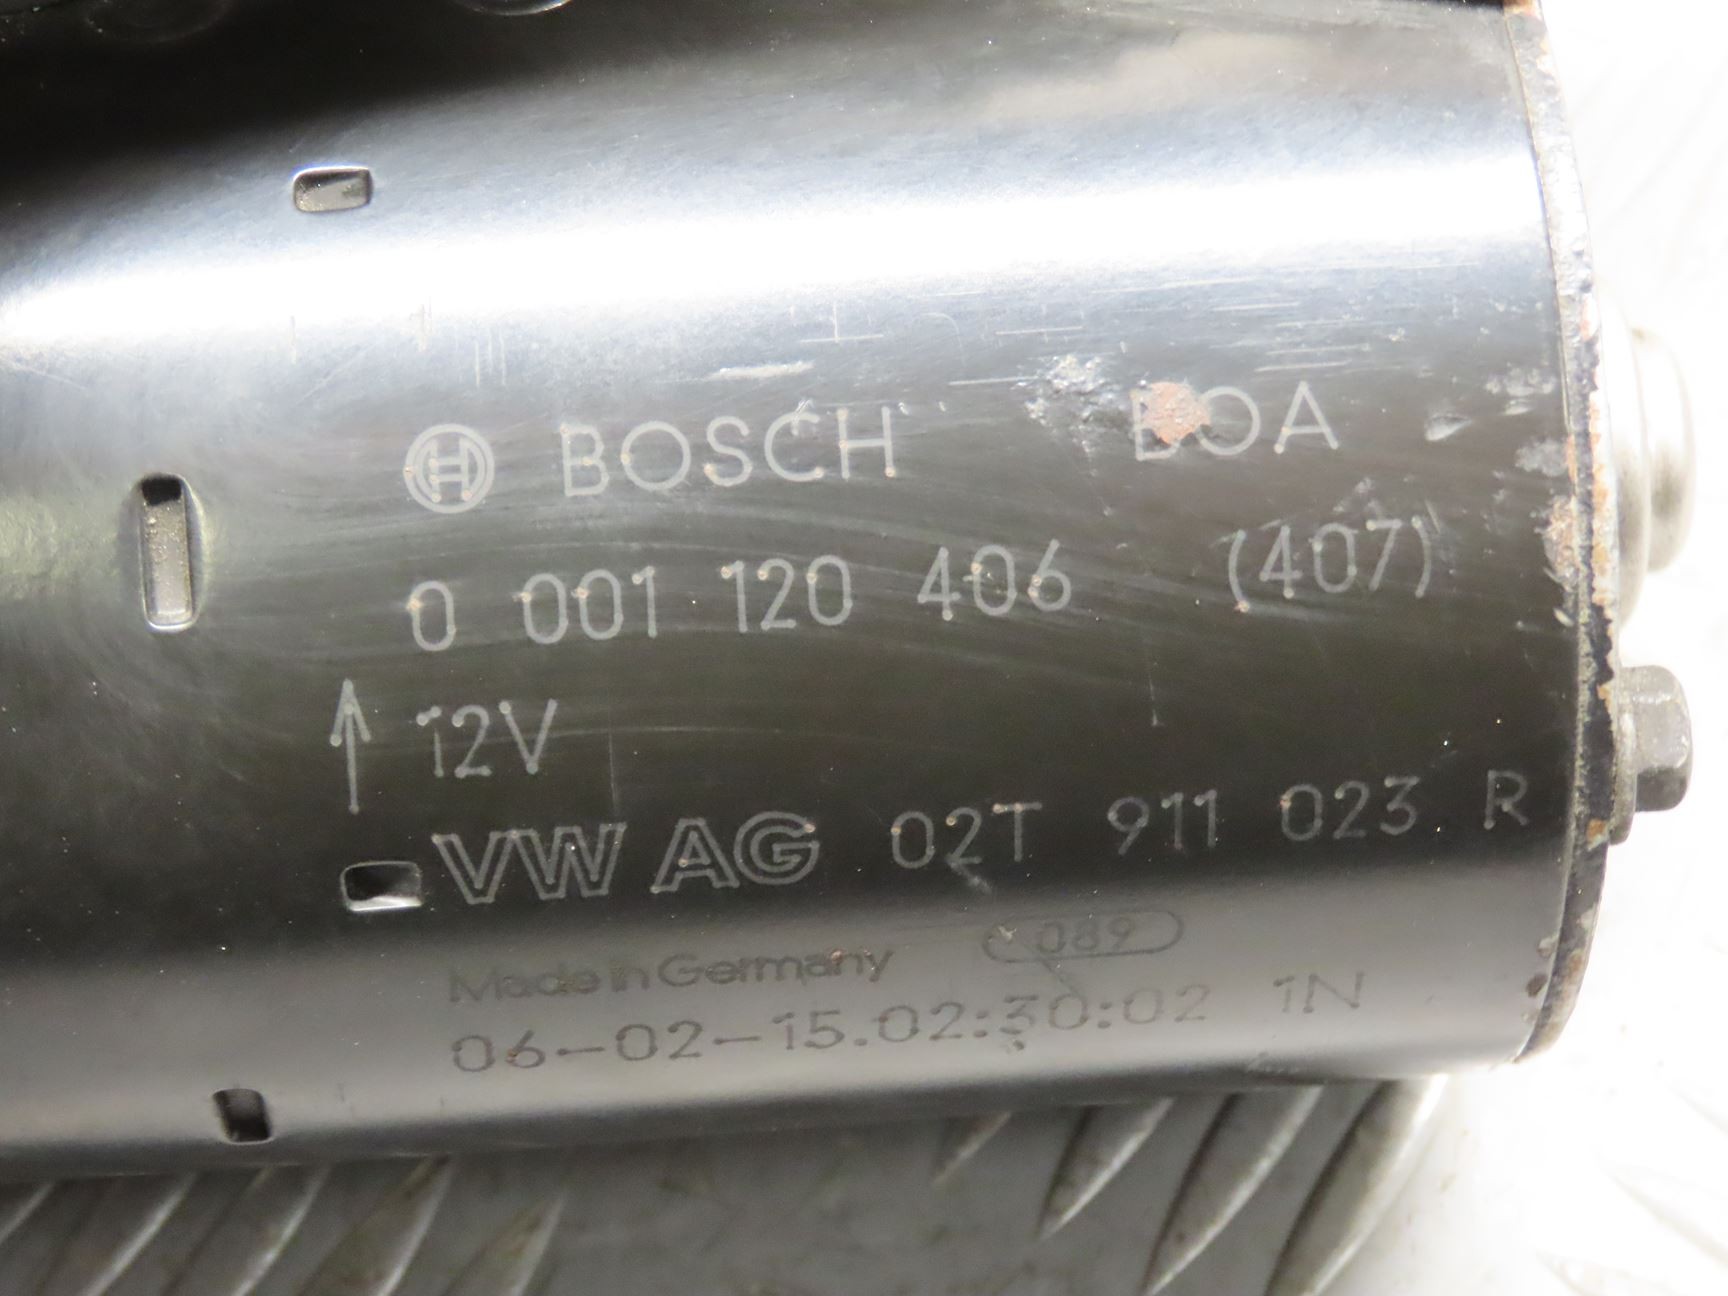 BOSCH BOA
0 001 120 406 (407)
12V
VW AG 02T 911 023 R
Made in Germany 089
06-02-15.02:30:02 1N